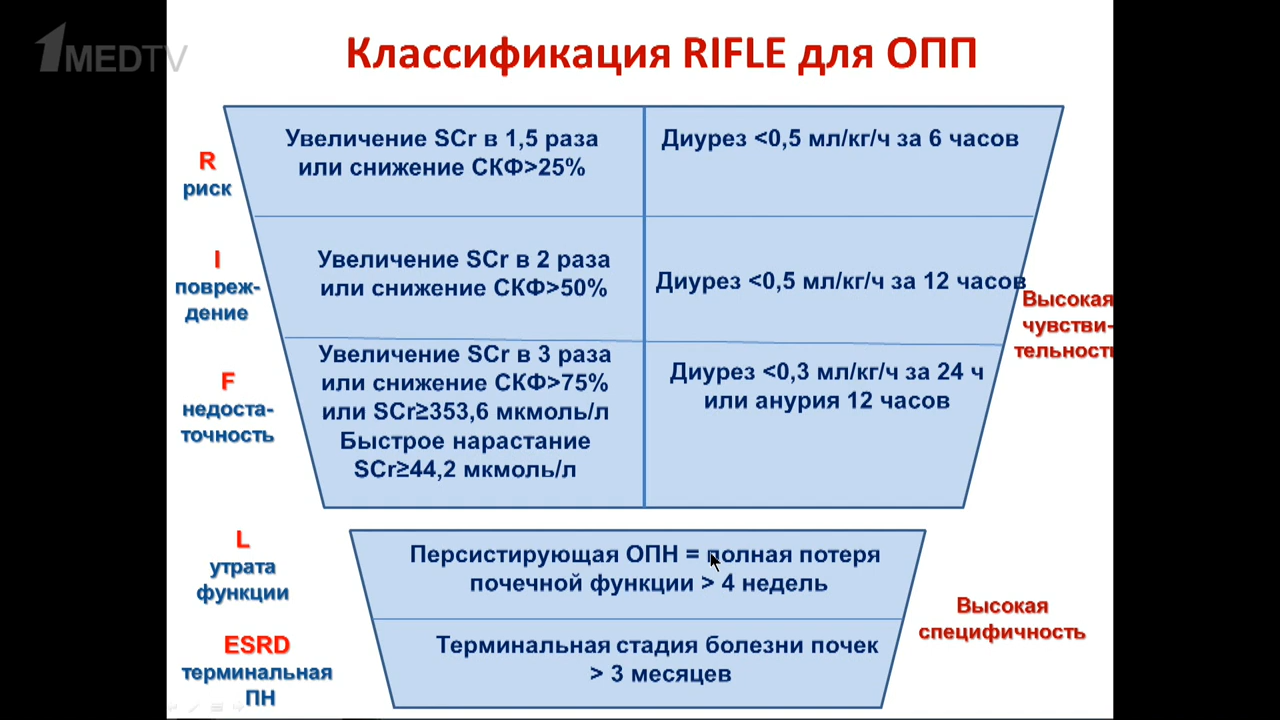 1MEDTV
Классификация RIFLE для ОПП
R
риск
Увеличение SCr в 1,5 раза
или снижение СКФ>25%
Диурез <0,5 мл/кг/ч за 6 часов
I
повреж-
дение
Увеличение SCr в 2 раза
или снижение СКФ>50%
Диурез <0,5 мл/кг/ч за 12 часов
Высокая
чувстви-
тельность
F
недоста-
точность
Увеличение SCr в 3 раза
или снижение СКФ>75%
или SCr≥353,6 мкмоль/л
Быстрое нарастание
SCr≥44,2 мкмоль/л
Диурез <0,3 мл/кг/ч за 24 ч
или анурия 12 часов
L
утрата
функции
Персистирующая ОПН = полная потеря
почечной функции > 4 недель
Высокая
специфичность
ESRD
терминальная
ПН
Терминальная стадия болезни почек
> 3 месяцев